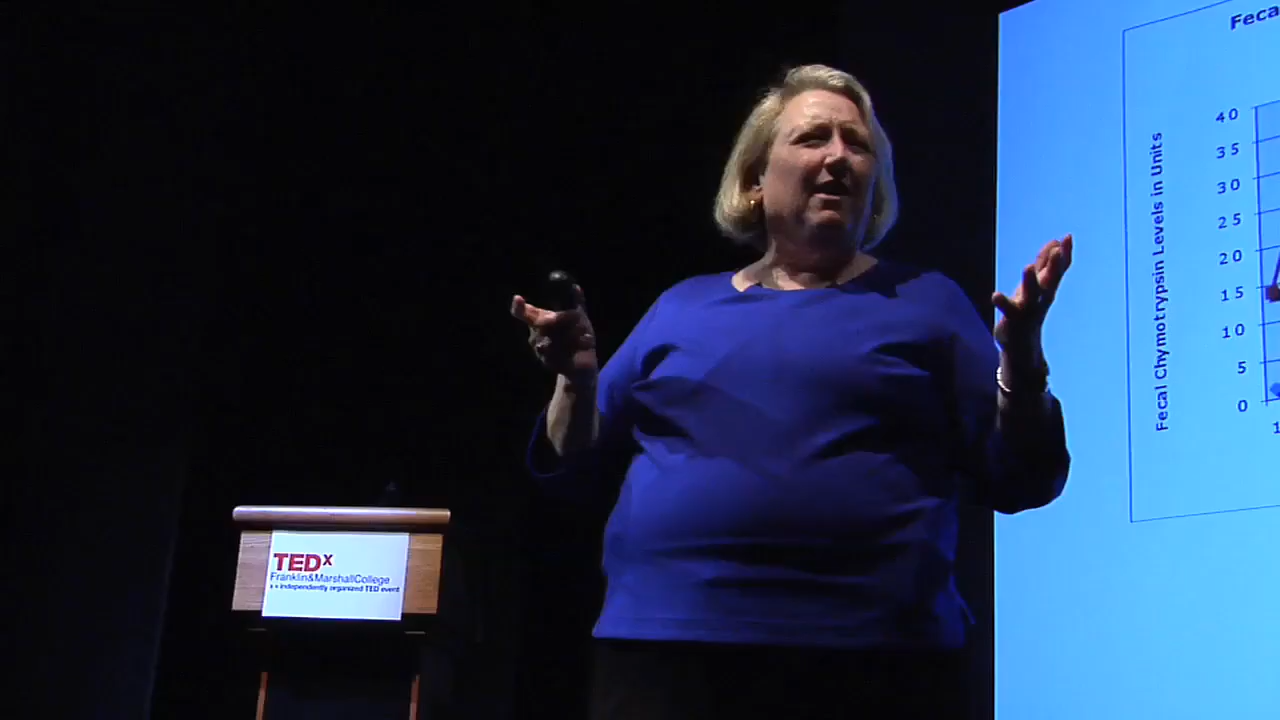 TEDx
Franklin&MarshallCollege
x = independently organized TED event
Feca
Fecal Chymotrypsin Levels in Units
40
35
30
25
20
15
10
5
0
1